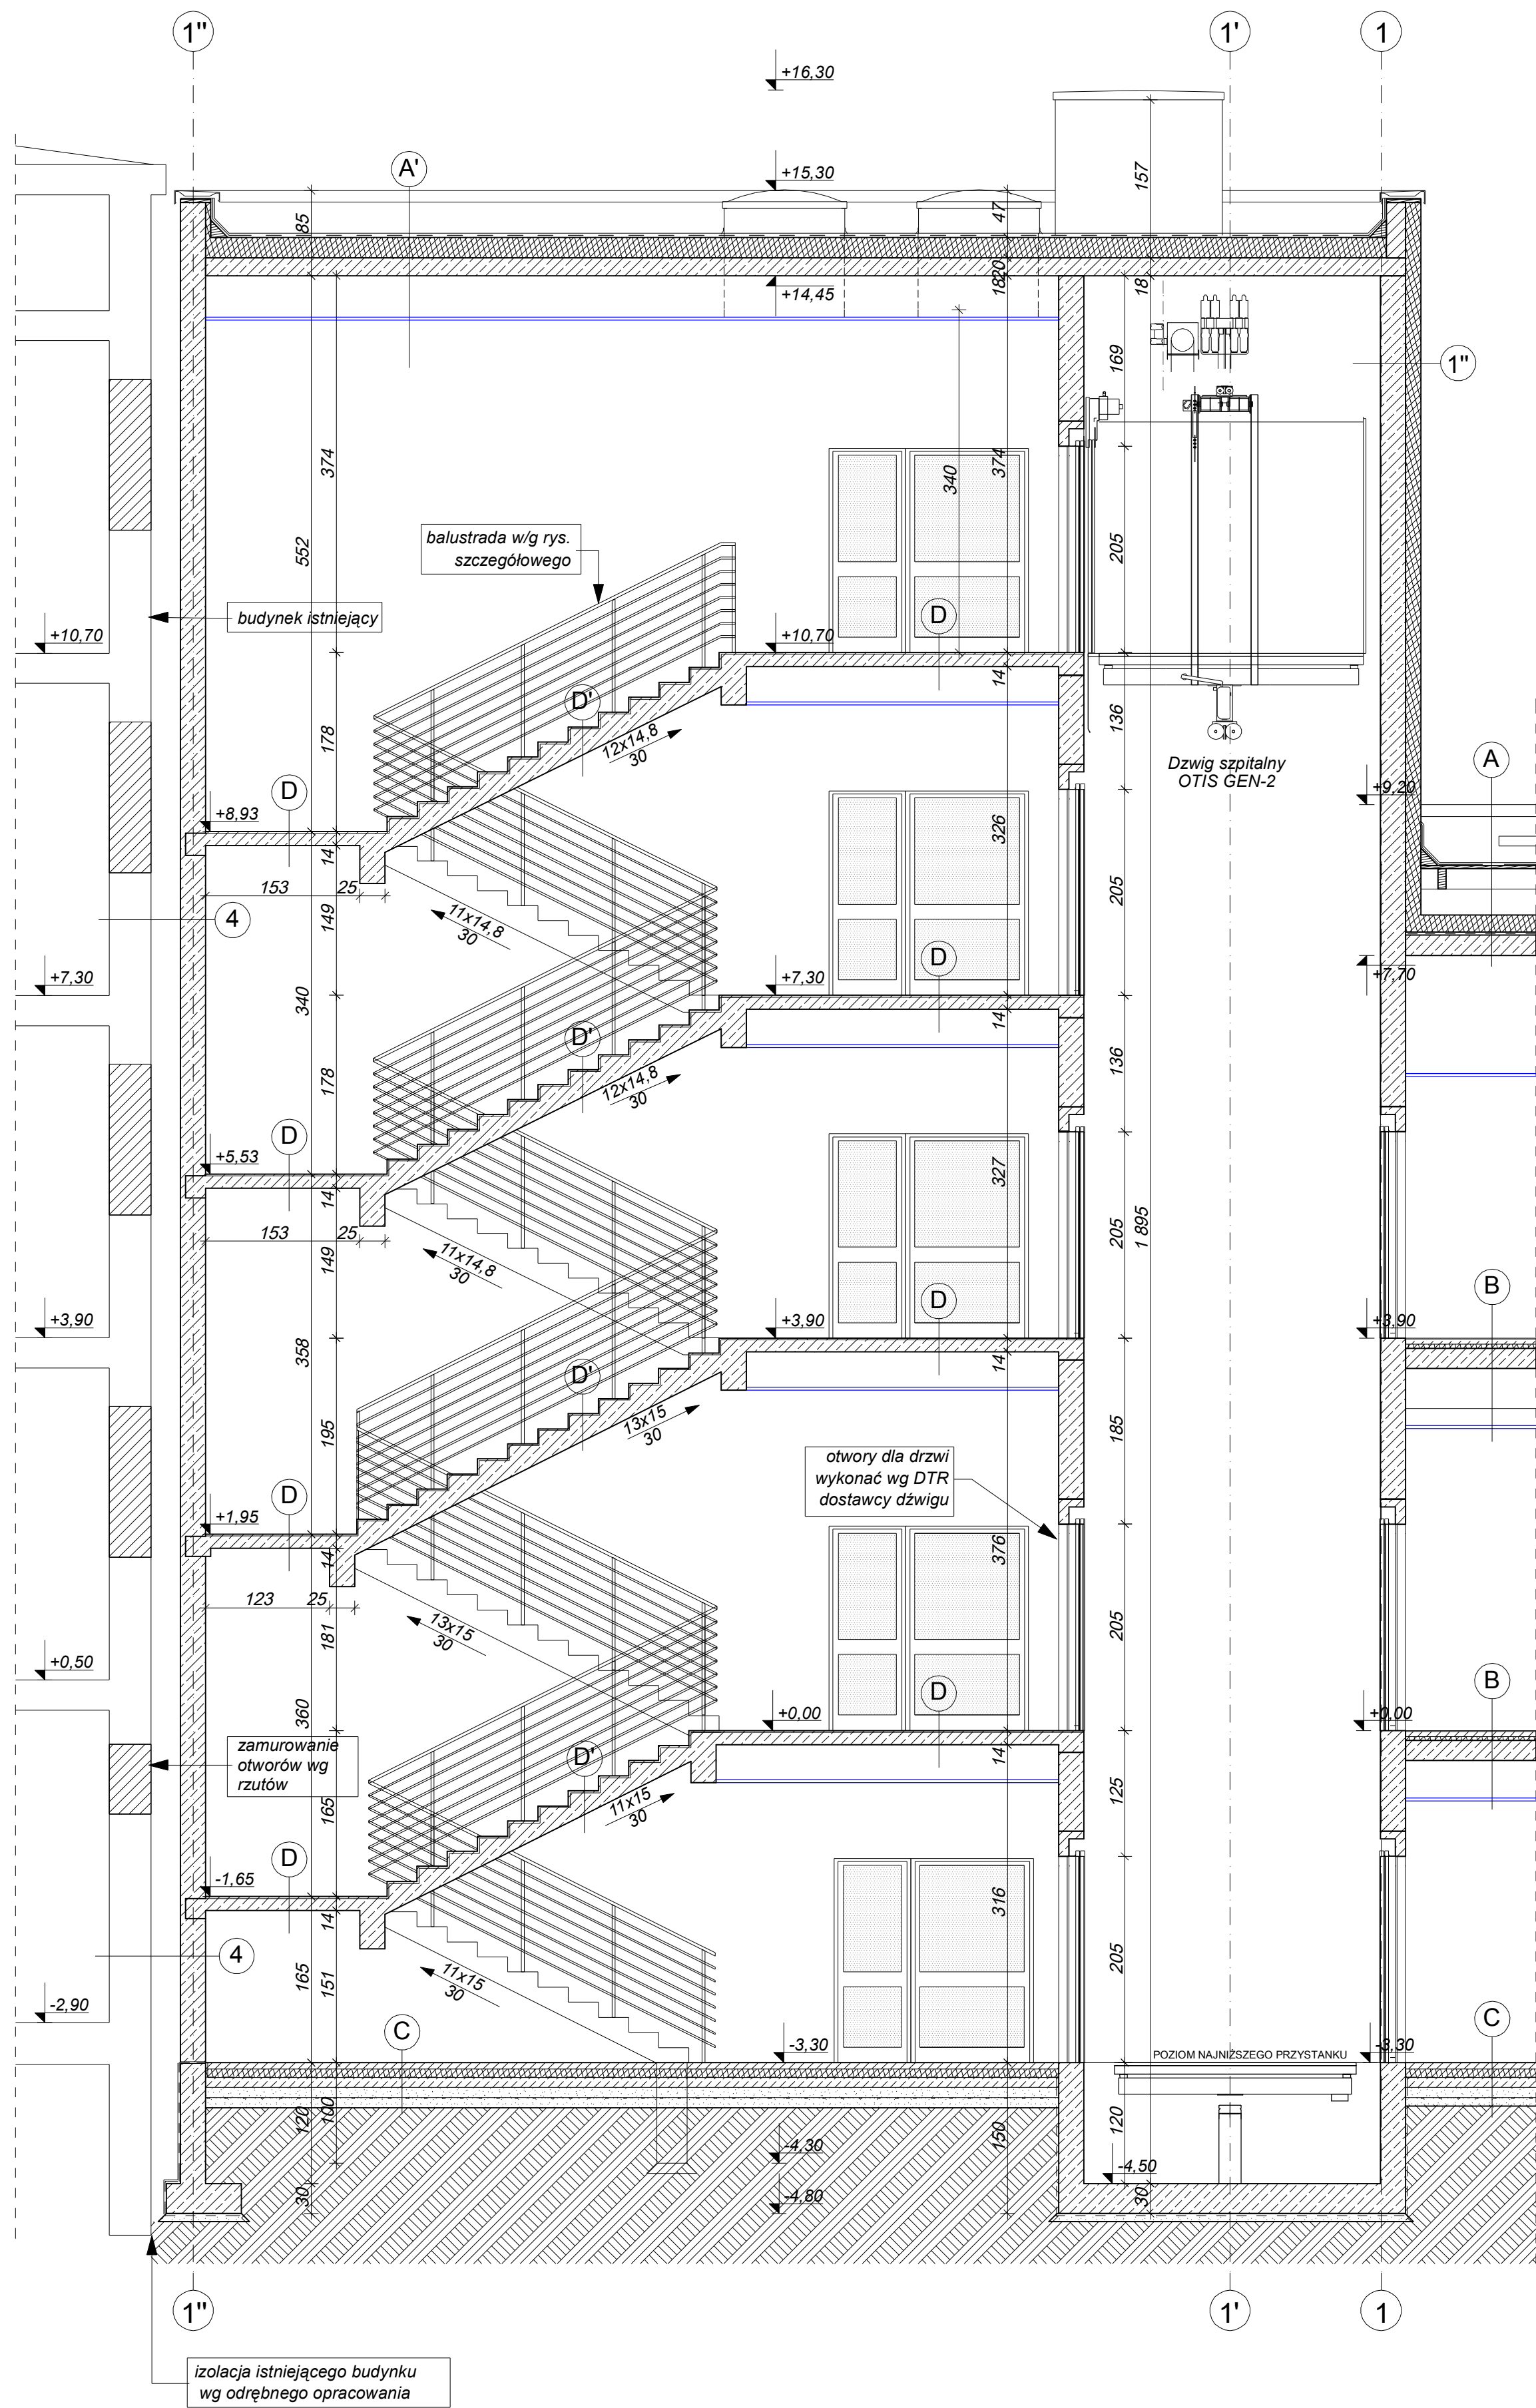 1"
1'
1
+16,30
A'
+15,30
157
85
47
20
18
18
+14,45
169
1"
374
340
374
552
205
balustrada w/g rys.
szczegółowego
budynek istniejący
D
+10,70
+10,70
14
D'
136
178
12x14,8
30
Dzwig szpitalny
OTIS GEN-2
A
D
+9,20
+8,93
326
14
153
25
205
149
4
11x14,8
30
D
+7,30
+7,30
+7,70
340
14
D'
136
178
12x14,8
30
D
+5,53
327
14
205
1 895
153
25
149
11x14,8
30
B
D
+3,90
+3,90
+3,90
358
14
D'
195
13x15
30
185
otwory dla drzwi
wykonać wg DTR
dostawcy dźwigu
D
+1,95
14
376
123
25
181
13x15
30
205
+0,50
B
D
360
+0,00
+0,00
zamurowanie
otworów wg
rzutów
14
D'
165
11x15
30
125
D
-1,65
316
14
4
165
151
11x15
30
205
-2,90
C
C
-3,30
POZIOM NAJNIŻSZEGO PRZYSTANKU
-3,30
120
100
150
120
-4,30
-4,50
30
-4,80
30
1"
1'
1
izolacja istniejącego budynku
wg odrębnego opracowania